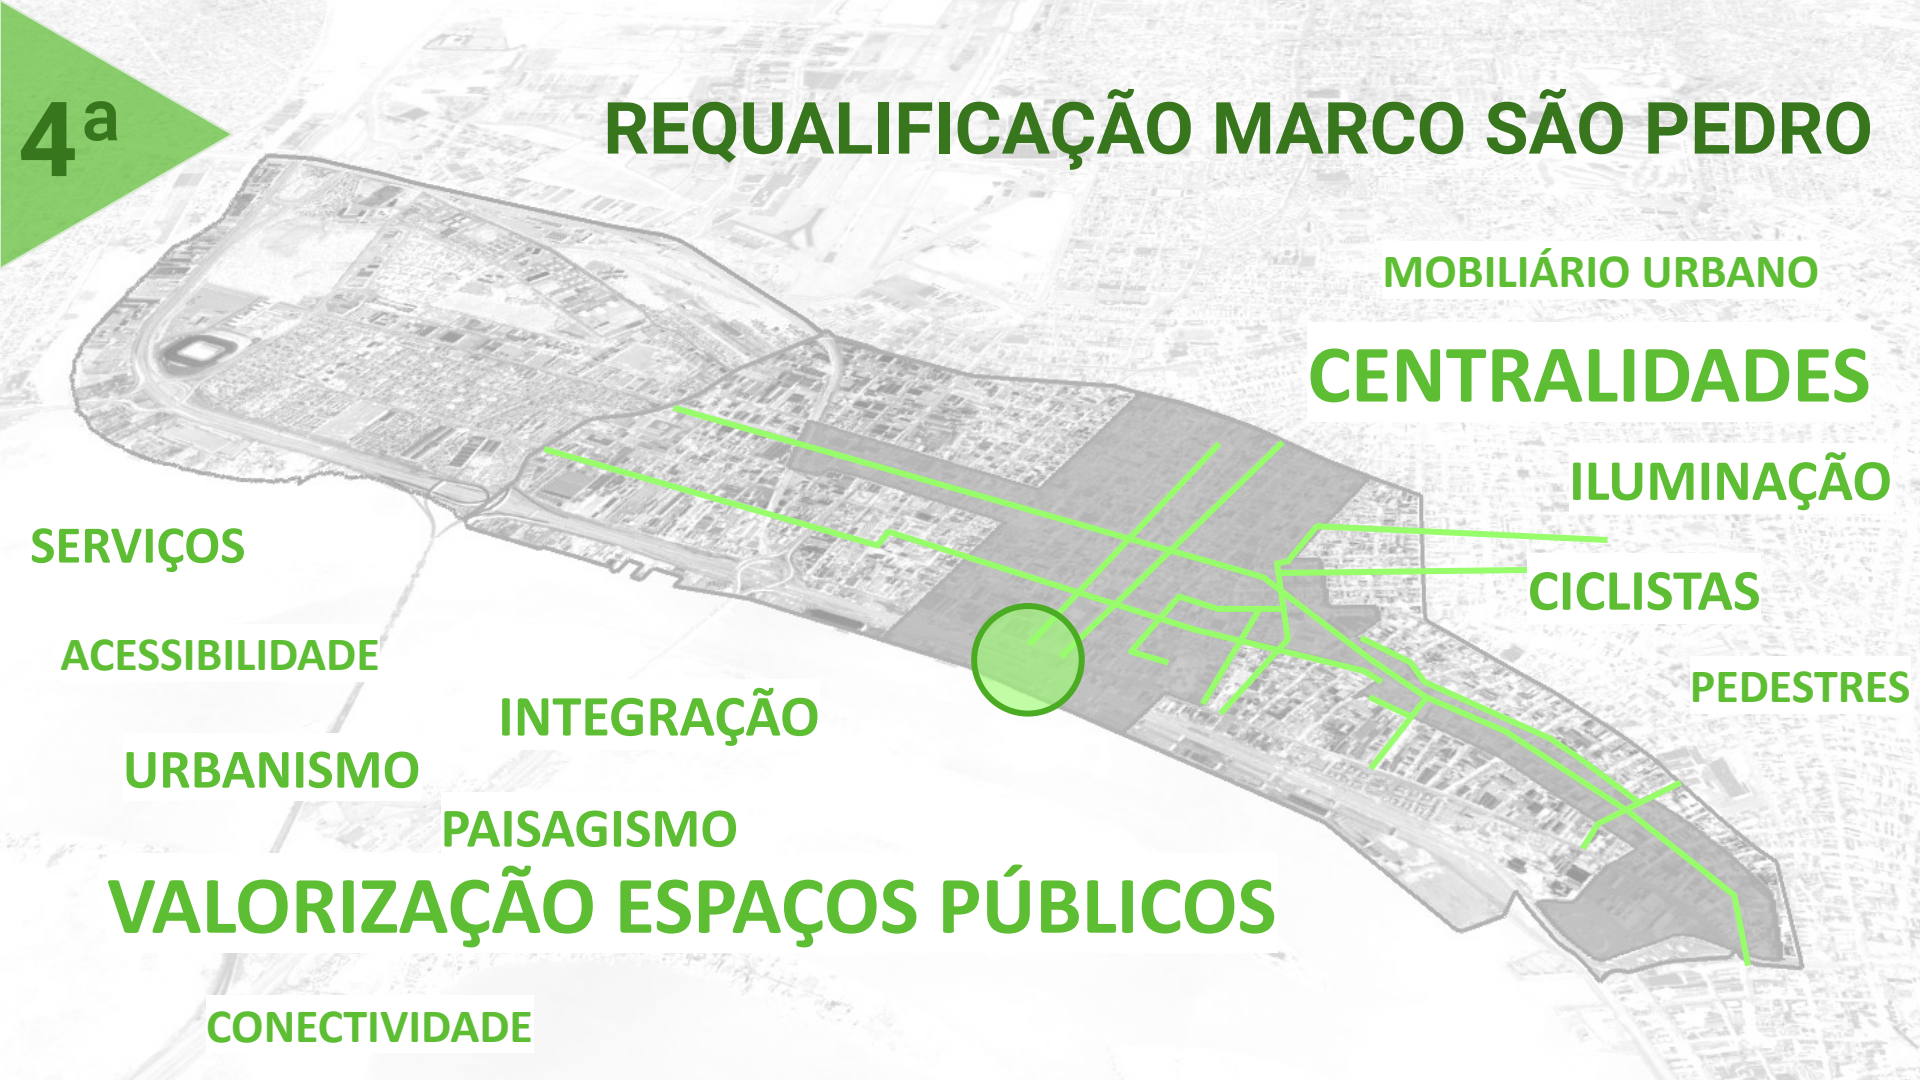 4ª
REQUALIFICAÇÃO MARCO SÃO PEDRO
MOBILIÁRIO URBANO
CENTRALIDADES
ILUMINAÇÃO
SERVIÇOS
CICLISTAS
ACESSIBILIDADE
PEDESTRES
INTEGRAÇÃO
URBANISMO
PAISAGISMO
VALORIZAÇÃO ESPAÇOS PÚBLICOS
CONECTIVIDADE